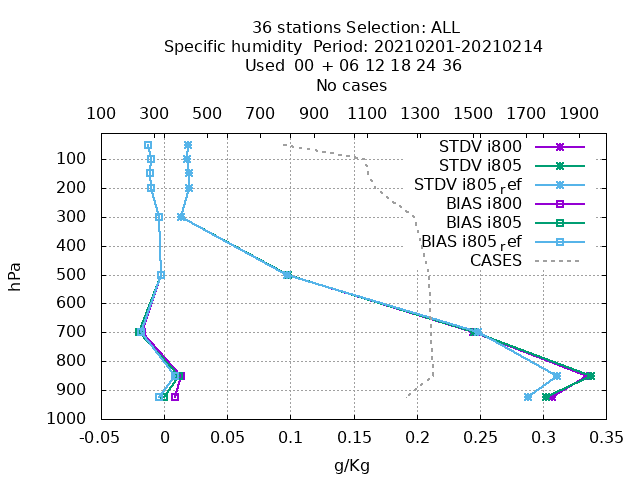 36 stations Selection: ALL
Specific humidity  Period: 20210201-20210214
Used  00 + 06 12 18 24 36
No cases
100 300 500 700 900 1100 1300 1500 1700 1900
STDV i800
STDV i805
STDV i805ref
BIAS i800
BIAS i805
BIAS i805ref
CASES
hPa
100
200
300
400
500
600
700
800
900
1000
-0.05 0 0.05 0.1 0.15 0.2 0.25 0.3 0.35
g/Kg